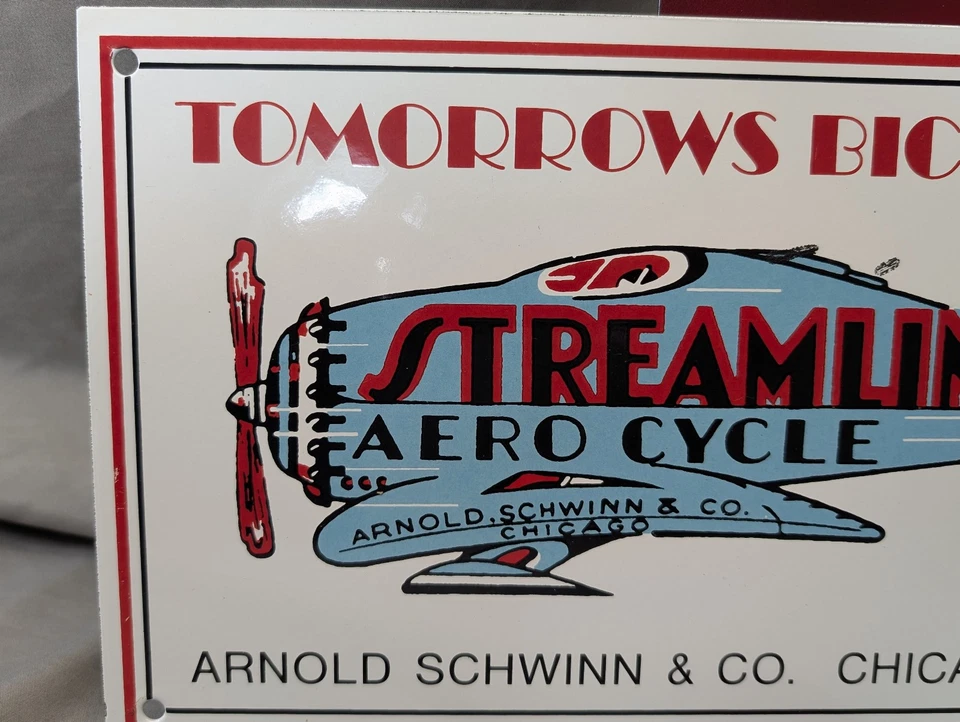 TOMORROWS BIC
STREAMLIN
AERO CYCLE
ARNOLD, SCHWINN & CO.
CHICAGO
ARNOLD SCHWINN & CO. CHICA